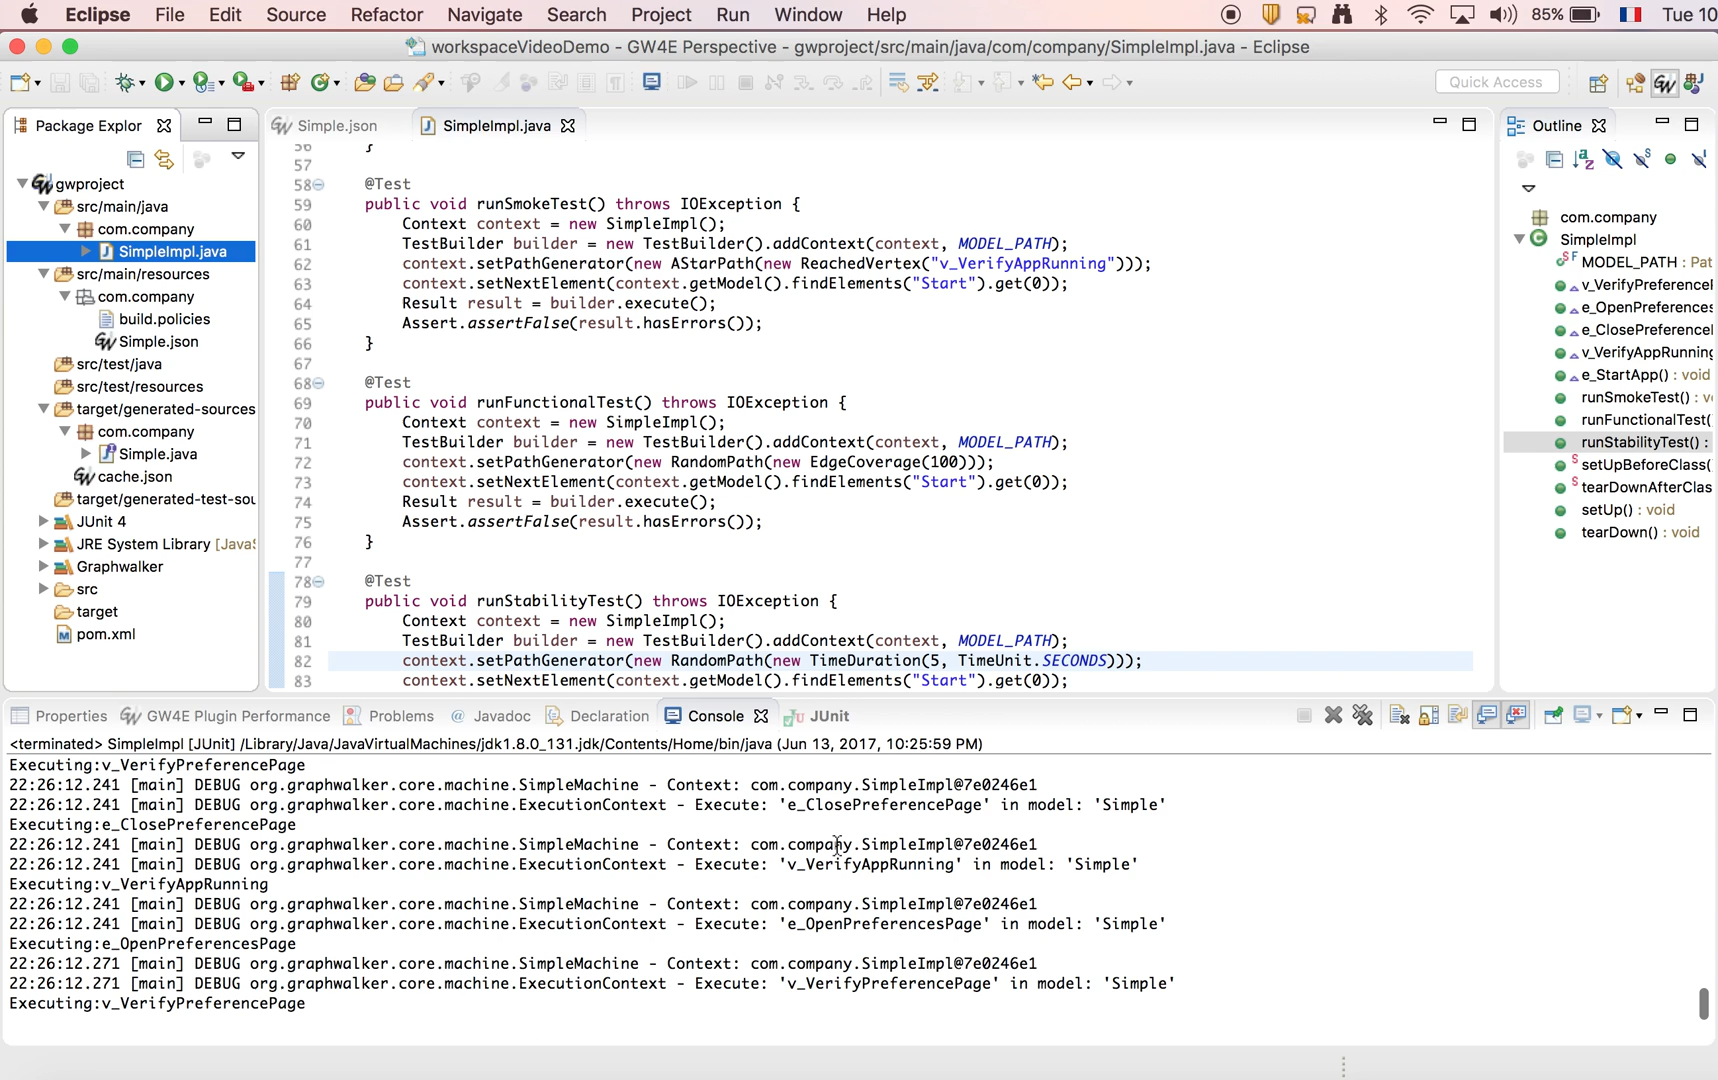 Eclipse File Edit Source Refactor Navigate Search Project Run Window Help 85% Tue 10
workspaceVideoDemo - GW4E Perspective - gwproject/src/main/java/com/company/SimpleImpl.java - Eclipse
Quick Access
Package Explor
gwproject
src/main/java
com.company
SimpleImpl.java
src/main/resources
com.company
build.policies
Simple.json
src/test/java
src/test/resources
target/generated-sources
com.company
Simple.java
cache.json
target/generated-test-sou
JUnit 4
JRE System Library [JavaS
Graphwalker
src
target
pom.xml
Simple.json SimpleImpl.java
56 }
57
58 @Test
59 public void runSmokeTest() throws IOException {
60 Context context = new SimpleImpl();
61 TestBuilder builder = new TestBuilder().addContext(context, MODEL_PATH);
62 context.setPathGenerator(new AStarPath(new ReachedVertex("v_VerifyAppRunning")));
63 context.setNextElement(context.getModel().findElements("Start").get(0));
64 Result result = builder.execute();
65 Assert.assertFalse(result.hasErrors());
66 }
67
68 @Test
69 public void runFunctionalTest() throws IOException {
70 Context context = new SimpleImpl();
71 TestBuilder builder = new TestBuilder().addContext(context, MODEL_PATH);
72 context.setPathGenerator(new RandomPath(new EdgeCoverage(100)));
73 context.setNextElement(context.getModel().findElements("Start").get(0));
74 Result result = builder.execute();
75 Assert.assertFalse(result.hasErrors());
76 }
77
78 @Test
79 public void runStabilityTest() throws IOException {
80 Context context = new SimpleImpl();
81 TestBuilder builder = new TestBuilder().addContext(context, MODEL_PATH);
82 context.setPathGenerator(new RandomPath(new TimeDuration(5, TimeUnit.SECONDS)));
83 context.setNextElement(context.getModel().findElements("Start").get(0));
Outline
com.company
SimpleImpl
MODEL_PATH : Pat
v_VerifyPreferenceF
e_OpenPreferences
e_ClosePreferencel
v_VerifyAppRunning
e_StartApp() : void
runSmokeTest() : v
runFunctionalTest(
runStabilityTest() :
setUpBeforeClass(
tearDownAfterClas
setUp() : void
tearDown() : void
Properties GW4E Plugin Performance Problems @ Javadoc Declaration Console JUnit
<terminated> SimpleImpl [JUnit] /Library/Java/JavaVirtualMachines/jdk1.8.0_131.jdk/Contents/Home/bin/java (Jun 13, 2017, 10:25:59 PM)
Executing:v_VerifyPreferencePage
22:26:12.241 [main] DEBUG org.graphwalker.core.machine.SimpleMachine - Context: com.company.SimpleImpl@7e0246e1
22:26:12.241 [main] DEBUG org.graphwalker.core.machine.ExecutionContext - Execute: 'e_ClosePreferencePage' in model: 'Simple'
Executing:e_ClosePreferencePage
22:26:12.241 [main] DEBUG org.graphwalker.core.machine.SimpleMachine - Context: com.company.SimpleImpl@7e0246e1
22:26:12.241 [main] DEBUG org.graphwalker.core.machine.ExecutionContext - Execute: 'v_VerifyAppRunning' in model: 'Simple'
Executing:v_VerifyAppRunning
22:26:12.241 [main] DEBUG org.graphwalker.core.machine.SimpleMachine - Context: com.company.SimpleImpl@7e0246e1
22:26:12.241 [main] DEBUG org.graphwalker.core.machine.ExecutionContext - Execute: 'e_OpenPreferencesPage' in model: 'Simple'
Executing:e_OpenPreferencesPage
22:26:12.271 [main] DEBUG org.graphwalker.core.machine.SimpleMachine - Context: com.company.SimpleImpl@7e0246e1
22:26:12.271 [main] DEBUG org.graphwalker.core.machine.ExecutionContext - Execute: 'v_VerifyPreferencePage' in model: 'Simple'
Executing:v_VerifyPreferencePage